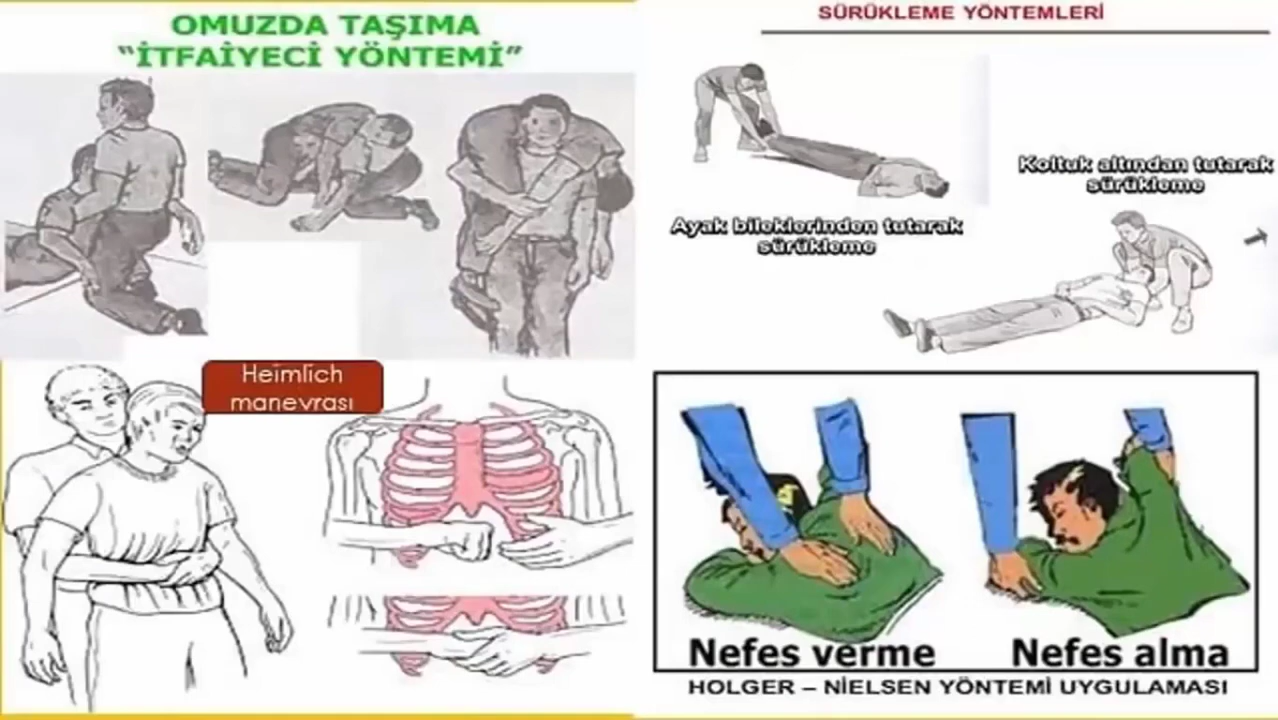 OMUZDA TAŞIMA
“İTFAİYECİ YÖNTEMİ”
SÜRÜKLEME YÖNTEMLERİ
Koltuk altından tutarak
sürükleme
Ayak bileklerinden tutarak
sürükleme
Heimlich
manevrası
Nefes verme
Nefes alma
HOLGER – NİELSEN YÖNTEMİ UYGULAMASI